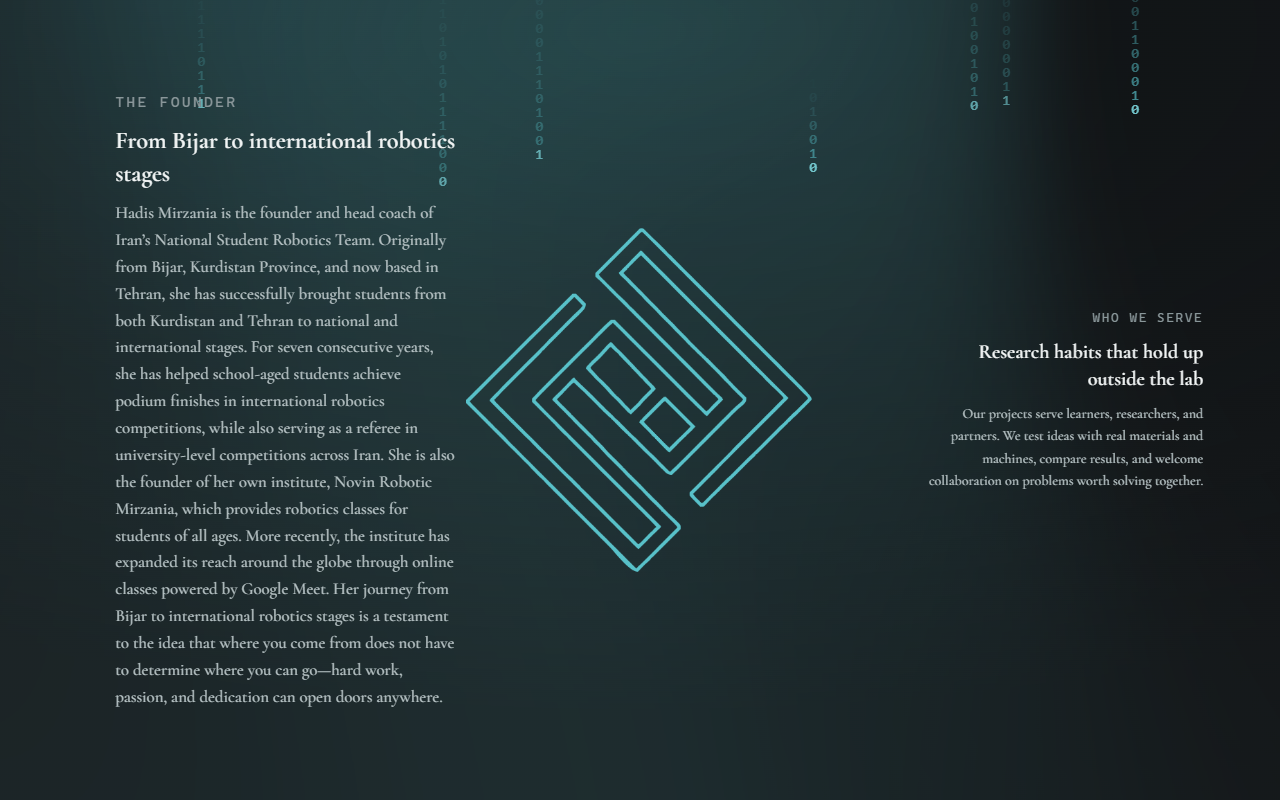 THE FOUNDER
From Bijar to international robotics
stages
Hadis Mirzania is the founder and head coach of
Iran’s National Student Robotics Team. Originally
from Bijar, Kurdistan Province, and now based in
Tehran, she has successfully brought students from
both Kurdistan and Tehran to national and
international stages. For seven consecutive years,
she has helped school-aged students achieve
podium finishes in international robotics
competitions, while also serving as a referee in
university-level competitions across Iran. She is also
the founder of her own institute, Novin Robotic
Mirzania, which provides robotics classes for
students of all ages. More recently, the institute has
expanded its reach around the globe through online
classes powered by Google Meet. Her journey from
Bijar to international robotics stages is a testament
to the idea that where you come from does not have
to determine where you can go—hard work,
passion, and dedication can open doors anywhere.
WHO WE SERVE
Research habits that hold up
outside the lab
Our projects serve learners, researchers, and
partners. We test ideas with real materials and
machines, compare results, and welcome
collaboration on problems worth solving together.